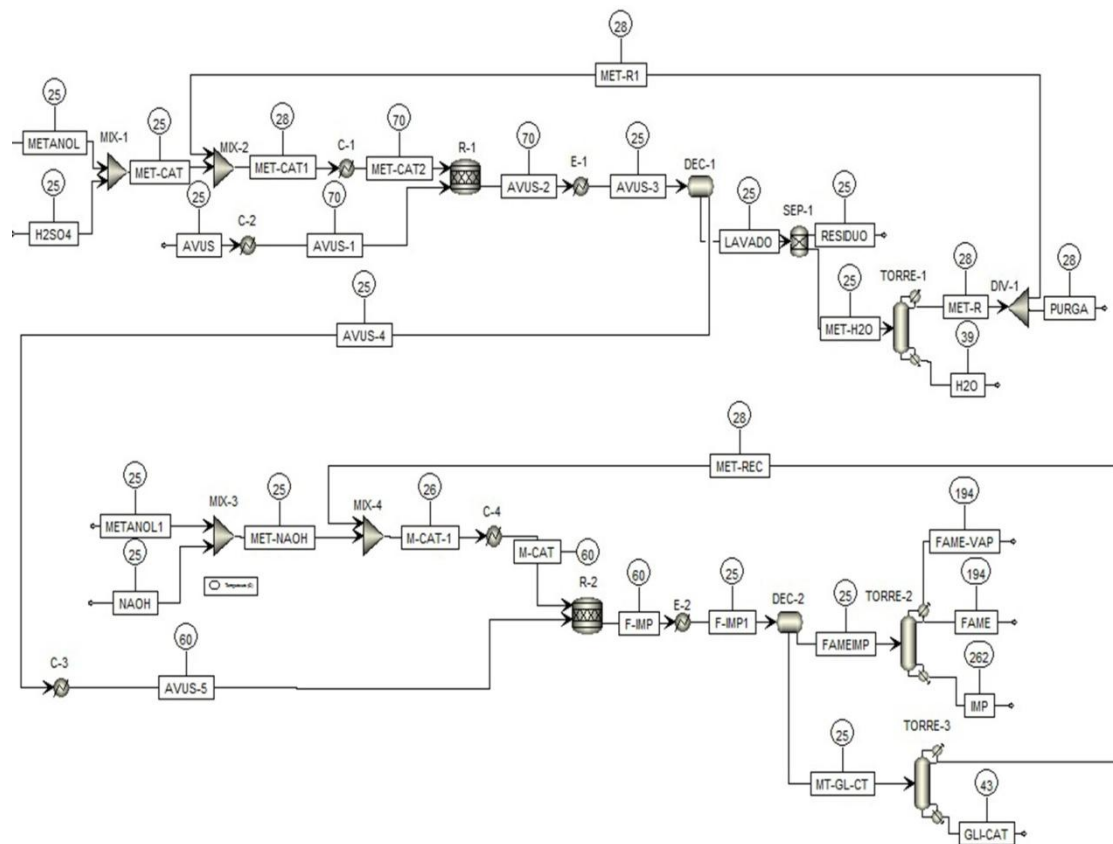 28
MET-R1
25
METANOL
MIX-1
25
MET-CAT
25
H2SO4
MIX-2
28
MET-CAT1
C-1
70
MET-CAT2
R-1
70
AVUS-2
E-1
25
AVUS-3
DEC-1
25
AVUS
C-2
70
AVUS-1
25
LAVADO
SEP-1
25
RESIDUO
25
MET-H2O
TORRE-1
28
MET-R
DIV-1
28
PURGA
39
H2O
25
AVUS-4
28
MET-REC
25
METANOL1
MIX-3
25
MET-NAOH
25
NAOH
MIX-4
26
M-CAT-1
C-4
M-CAT
60
R-2
60
F-IMP
E-2
25
F-IMP1
DEC-2
25
FAMEIMP
TORRE-2
194
FAME-VAP
194
FAME
262
IMP
C-3
60
AVUS-5
25
MT-GL-CT
TORRE-3
43
GLI-CAT